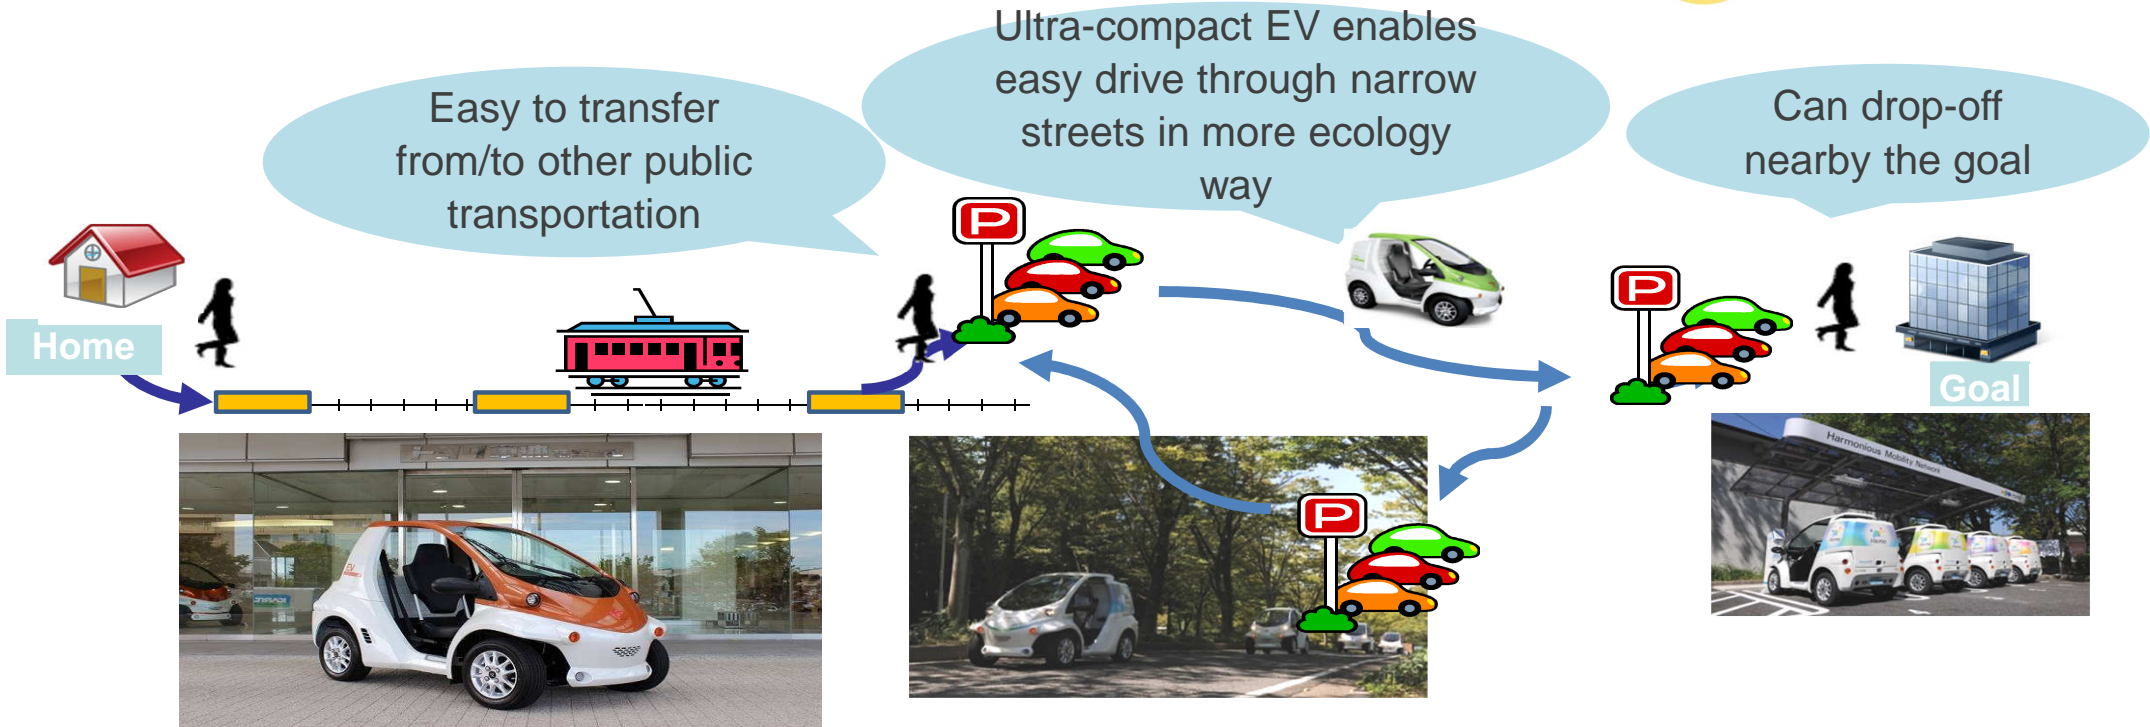 Ultra-compact EV enables
easy drive through narrow
streets in more ecology
way
Easy to transfer
from/to other public
transportation
Can drop-off
nearby the goal
P
P
Home
Goal
P
Harmonious Mobility Network
EV